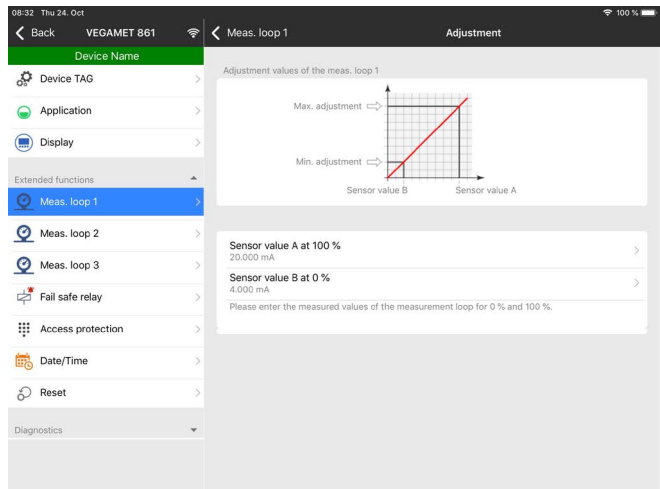 08:32 Thu 24. Oct
100 %
Back
VEGAMET 861
Meas. loop 1
Adjustment
Device Name
Device TAG
Application
Display
Extended functions
Meas. loop 1
Meas. loop 2
Meas. loop 3
Fail safe relay
Access protection
Date/Time
Reset
Diagnostics
Adjustment values of the meas. loop 1
Max. adjustment
Min. adjustment
Sensor value B
Sensor value A
Sensor value A at 100 %
20.000 mA
Sensor value B at 0 %
4.000 mA
Please enter the measured values of the measurement loop for 0 % and 100 %.